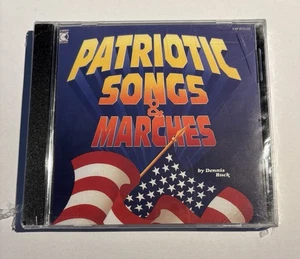 PATRIOTIC
SONGS
&
MARCHES
by Dennis
Buck